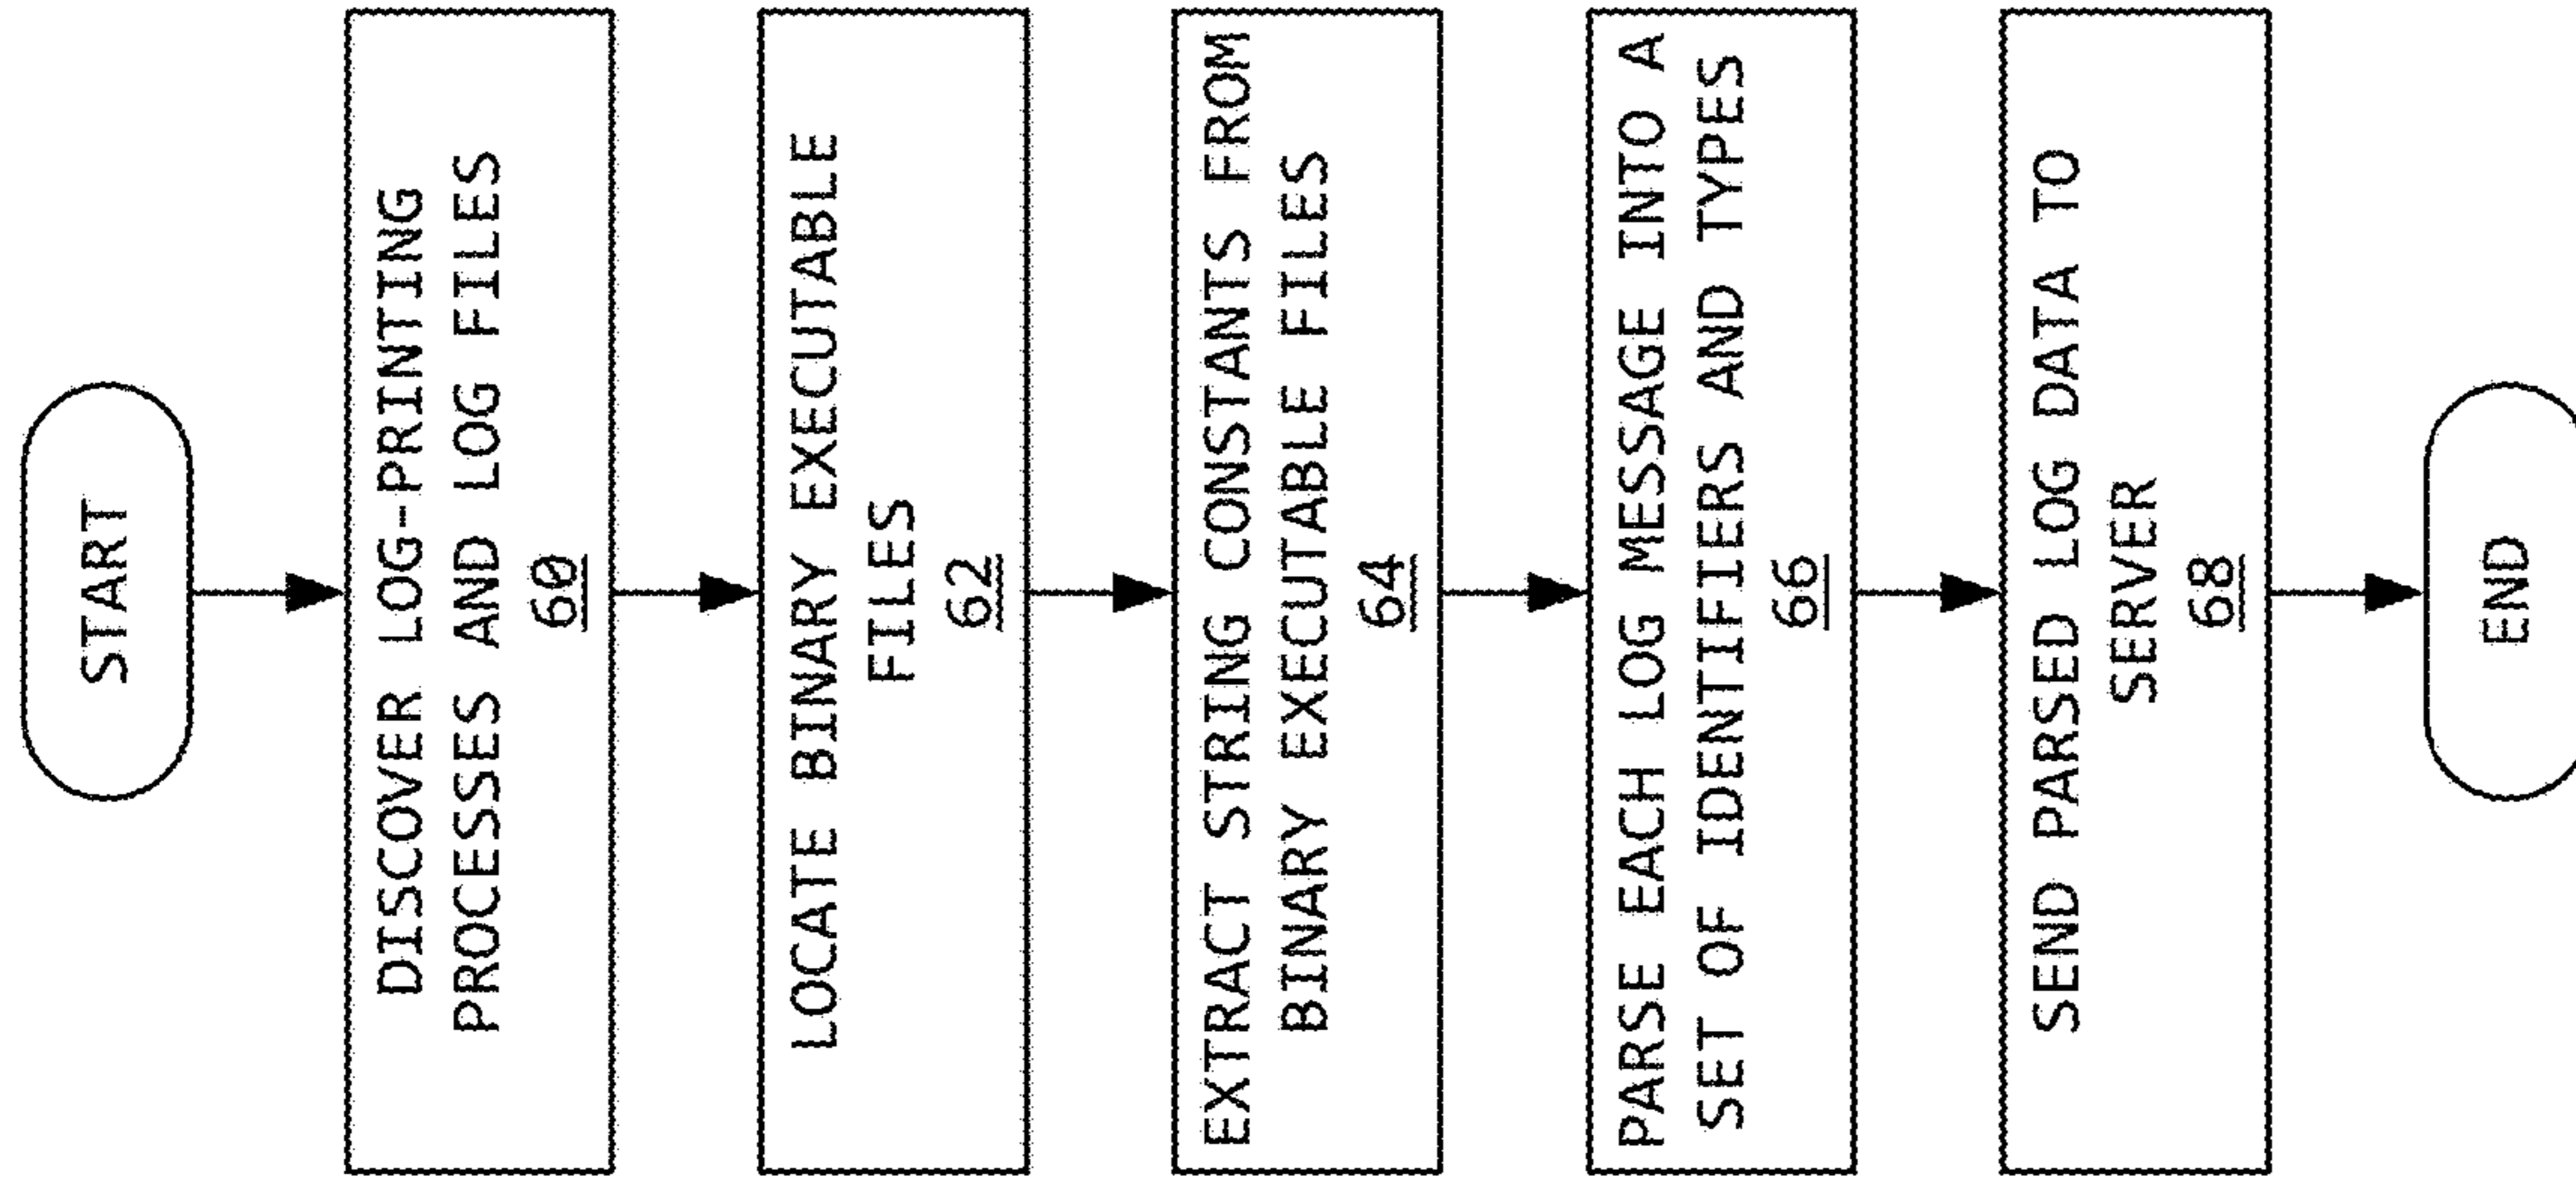 START
DISCOVER LOG-PRINTING
PROCESSES AND LOG FILES
60
LOCATE BINARY EXECUTABLE
FILES
62
EXTRACT STRING CONSTANTS FROM
BINARY EXECUTABLE FILES
64
PARSE EACH LOG MESSAGE INTO A
SET OF IDENTIFIERS AND TYPES
66
SEND PARSED LOG DATA TO
SERVER
68
END